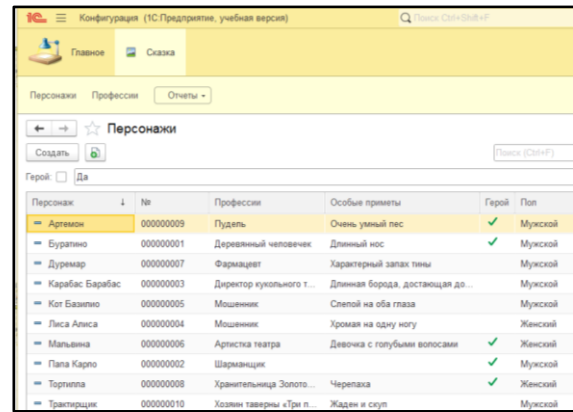 1С Конфигурация (1С:Предприятие, учебная версия) Поиск Ctrl+Shift+F
Главное Сказка
Персонажи Профессии Отчеты
Персонажи
Создать Поиск (Ctrl+F)
Герой: Да
Персонаж ↓ № Профессии Особые приметы Герой Пол
Артемон 000000009 Пудель Очень умный пес ✓ Мужской
Буратино 000000001 Деревянный человечек Длинный нос ✓ Мужской
Дуремар 000000007 Фармацевт Характерный запах тины Мужской
Карабас Барабас 000000003 Директор кукольного т... Длинная борода, достающая до... Мужской
Кот Базилио 000000005 Мошенник Слепой на оба глаза Мужской
Лиса Алиса 000000004 Мошенник Хромая на одну ногу Женский
Мальвина 000000006 Артистка театра Девочка с голубыми волосами ✓ Женский
Папа Карло 000000002 Шарманщик ✓ Мужской
Тортилла 000000008 Хранительница Золото... Черепаха ✓ Женский
Трактирщик 000000010 Хозяин таверны «Три п... Жаден и скуп Мужской